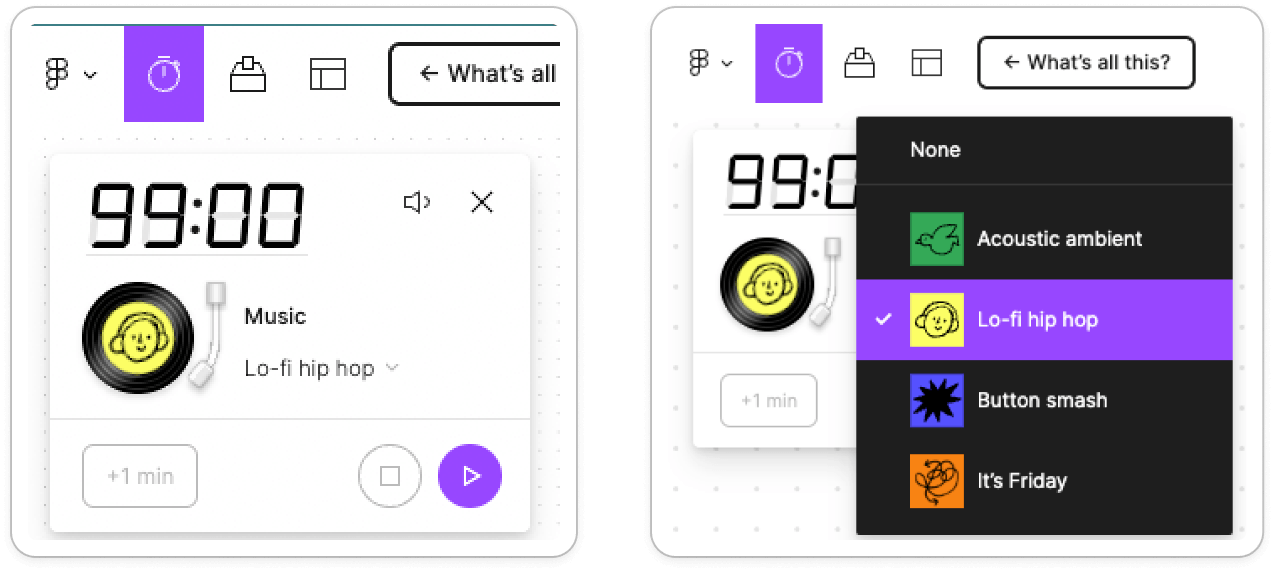 ← What's all
99:00
Music
Lo-fi hip hop
+1 min
← What's all this?
99:0
+1 min
None
Acoustic ambient
Lo-fi hip hop
Button smash
It's Friday